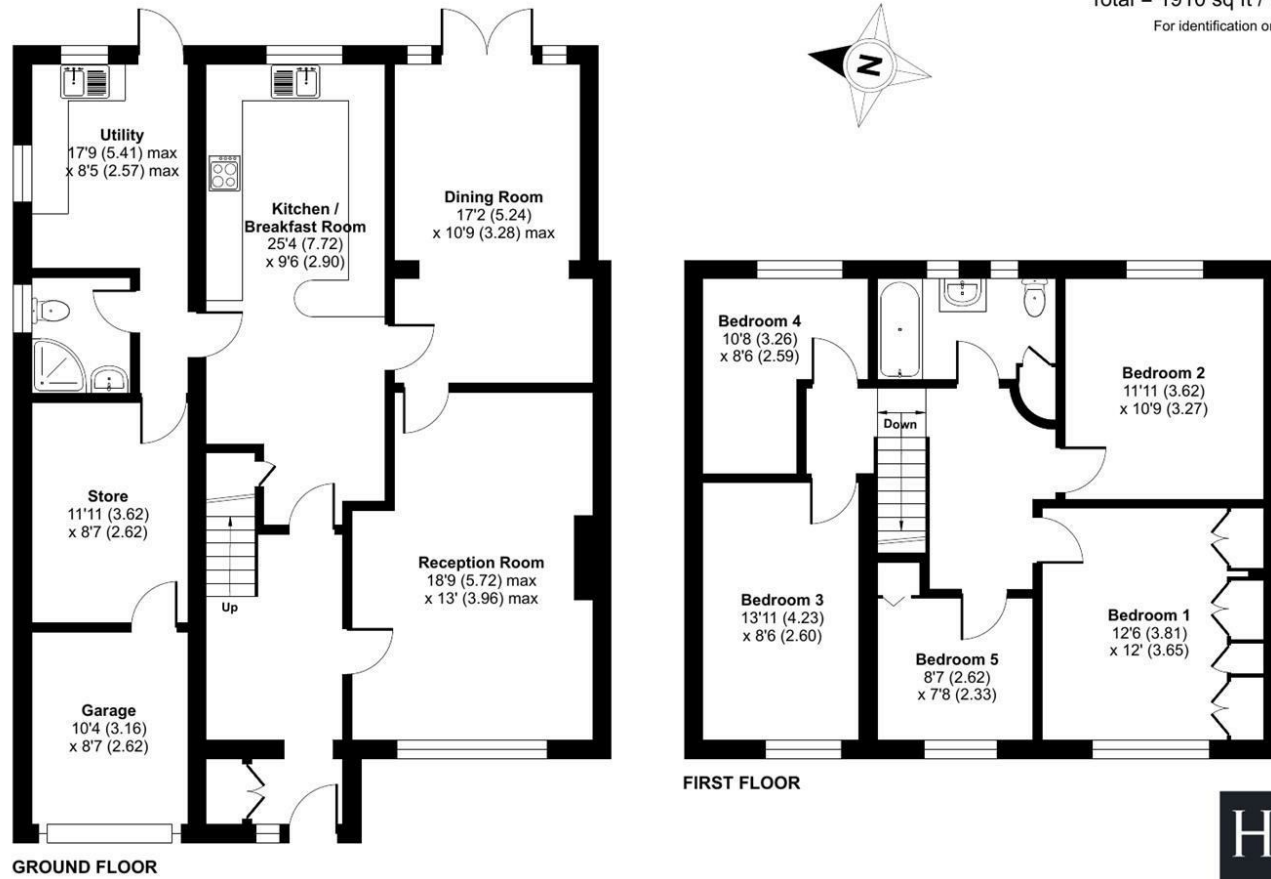 Total = 1910 sq ft /
For identification
N
Utility
17'9 (5.41) max
x 8'5 (2.57) max
Kitchen /
Breakfast Room
25'4 (7.72)
x 9'6 (2.90)
Dining Room
17'2 (5.24)
x 10'9 (3.28) max
Store
11'11 (3.62)
x 8'7 (2.62)
Up
Reception Room
18'9 (5.72) max
x 13' (3.96) max
Garage
10'4 (3.16)
x 8'7 (2.62)
GROUND FLOOR
Bedroom 4
10'8 (3.26)
x 8'6 (2.59)
Down
Bedroom 2
11'11 (3.62)
x 10'9 (3.27)
Bedroom 3
13'11 (4.23)
x 8'6 (2.60)
Bedroom 5
8'7 (2.62)
x 7'8 (2.33)
Bedroom 1
12'6 (3.81)
x 12' (3.65)
FIRST FLOOR
H